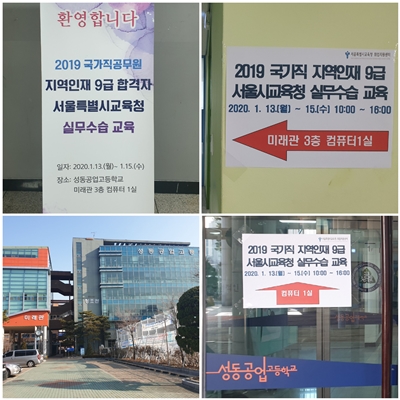 환영합니다
2019 국가직공무원
지역인재 9급 합격자
서울특별시교육청
실무수습 교육
일자: 2020.1.13.(월)~ 1.15.(수)
장소: 성동공업고등학교
미래관 3층 컴퓨터 1실
2019 국가직 지역인재 9급
서울시교육청 실무수습 교육
2020. 1. 13.(월) ~ 15.(수) 10:00 - 16:00
미래관 3층 컴퓨터1실
미래관
성동공업고등
2019 국가직 지역인재 9급
서울시교육청 실무수습 교육
2020. 1. 13.(월) ~ 15.(수) 10:00 - 16:00
컴퓨터 1실
성동공업고등학교